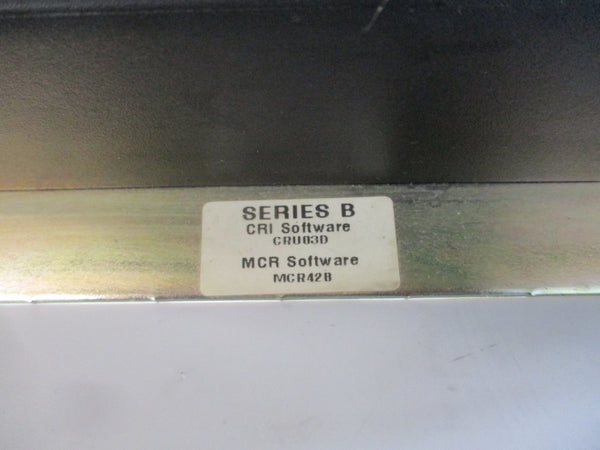 SERIES B
CRI Software
CRU03D
MCR Software
MCR42B